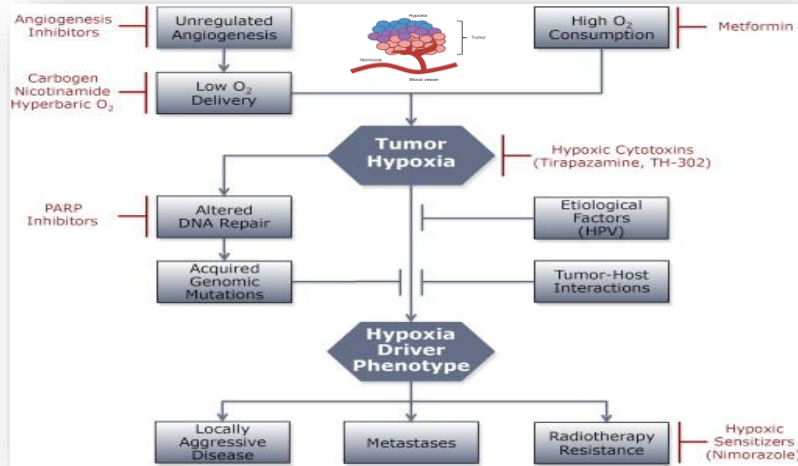 Angiogenesis
Inhibitors
Unregulated
Angiogenesis
Hypoxia
Tumor
Normoxia
Blood vessel
High O₂
Consumption
Metformin
Carbogen
Nicotinamide
Hyperbaric O₂
Low O₂
Delivery
Tumor
Hypoxia
Hypoxic Cytotoxins
(Tirapazamine, TH-302)
PARP
Inhibitors
Altered
DNA Repair
Etiological
Factors
(HPV)
Acquired
Genomic
Mutations
Tumor-Host
Interactions
Hypoxia
Driver
Phenotype
Locally
Aggressive
Disease
Metastases
Radiotherapy
Resistance
Hypoxic
Sensitizers
(Nimorazole)